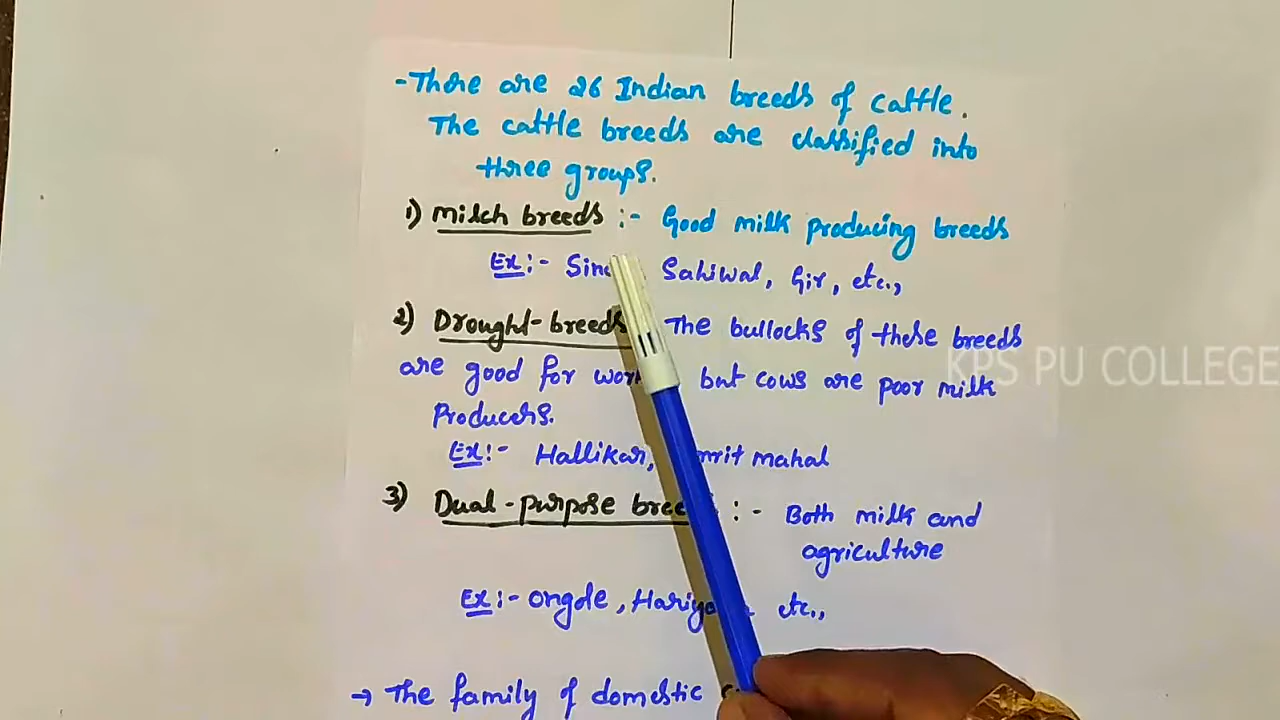 - There are 26 Indian breeds of cattle.
The cattle breeds are classified into
three groups.
1) Milch breeds :- Good milk producing breeds
Ex :- Sahiwal, Gir, etc.,
2) Drought-breeds The bullocks of these breeds
are good for but cows are poor milk
Producers.
Ex :- Hallikar, mahal
3) Dual-purpose :- Both milk and
agriculture
Ex :- ongole, etc.,
→ The family of domestic
KPS PU COLLEGE